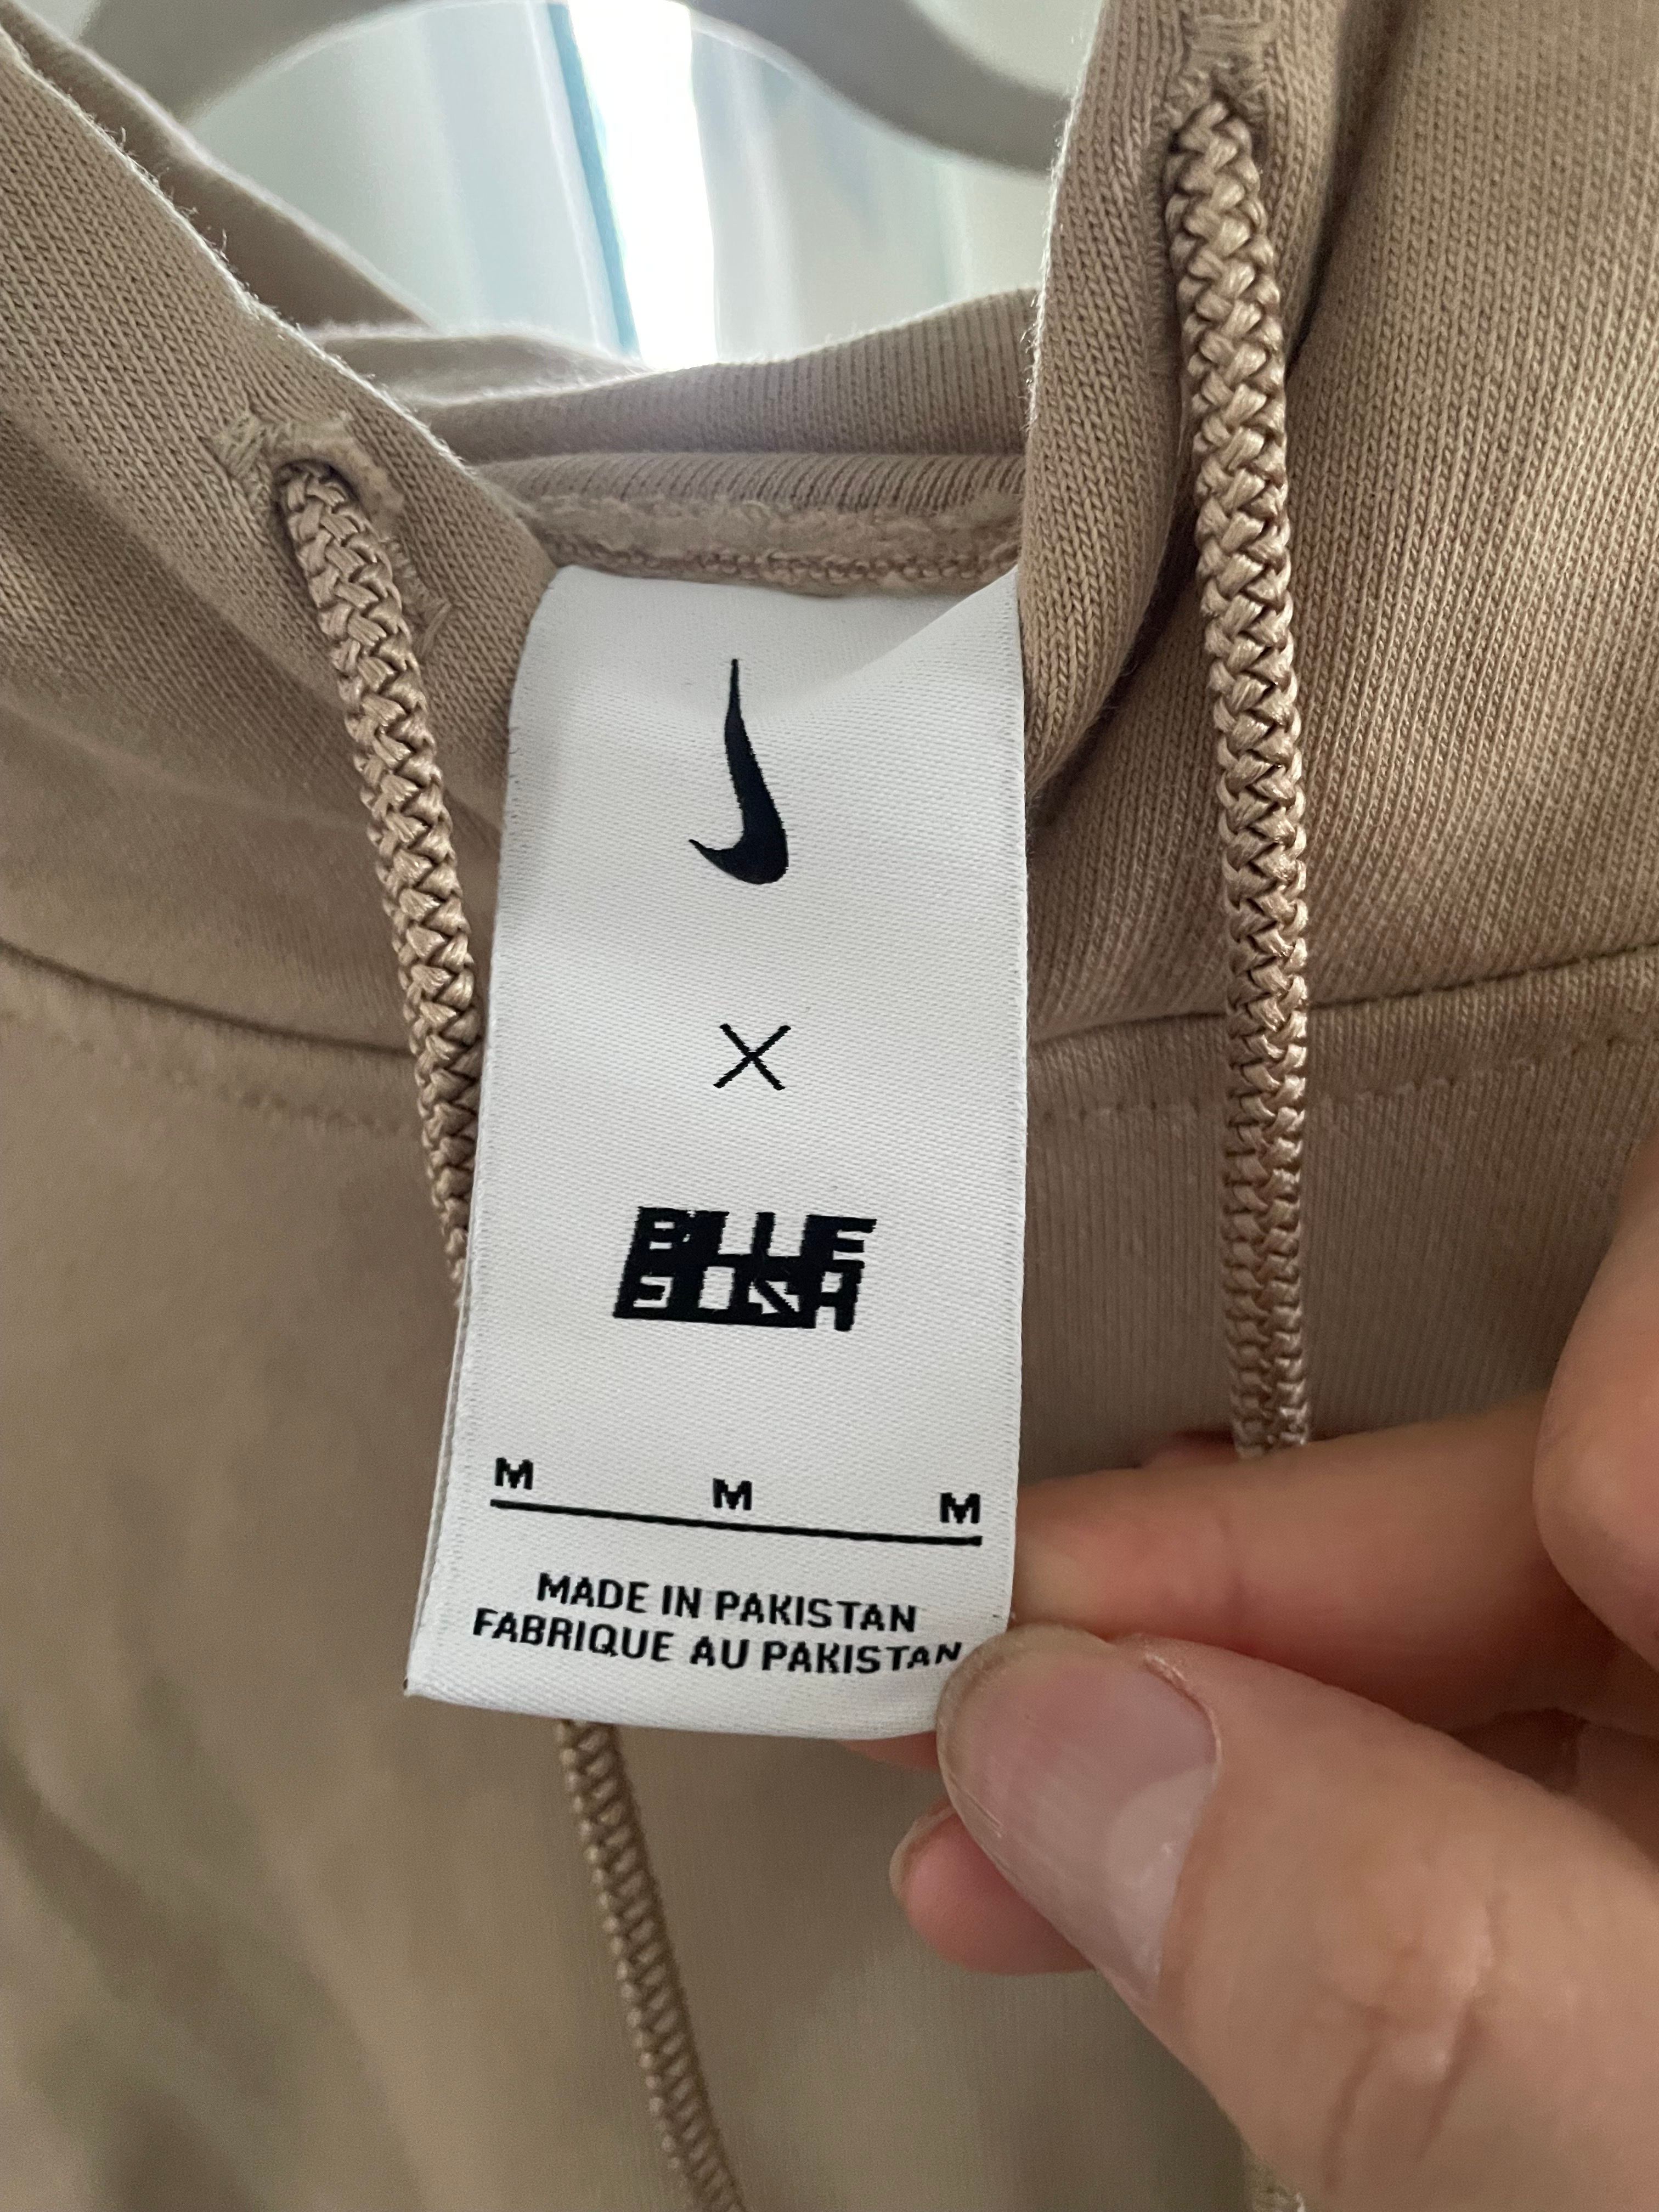 ×
BILLIE
EILISH
M M M
MADE IN PAKISTAN
FABRIQUE AU PAKISTAN